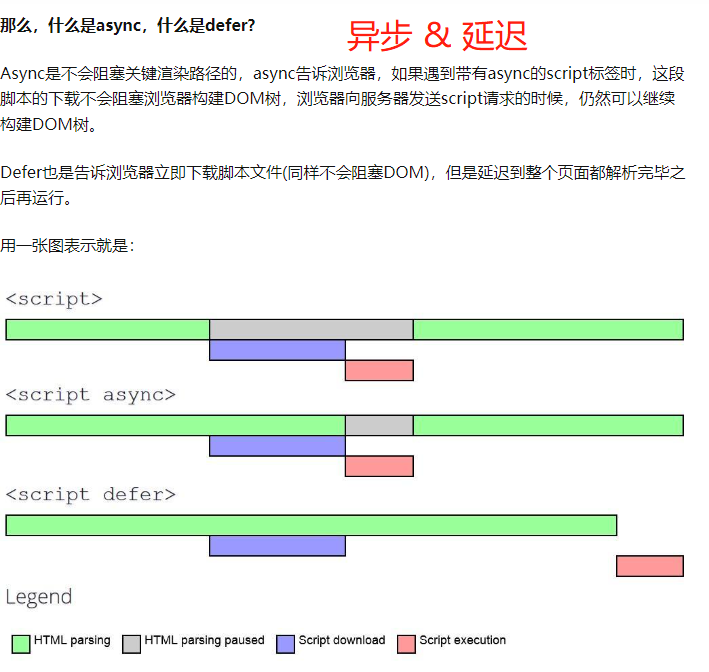 那么，什么是async，什么是defer？
异步 & 延迟
Async是不会阻塞关键渲染路径的，async告诉浏览器，如果遇到带有async的script标签时，这段
脚本的下载不会阻塞浏览器构建DOM树，浏览器向服务器发送script请求的时候，仍然可以继续
构建DOM树。
Defer也是告诉浏览器立即下载脚本文件(同样不会阻塞DOM)，但是延迟到整个页面都解析完毕之
后再运行。
用一张图表示就是：
<script>
<script async>
<script defer>
Legend
HTML parsing HTML parsing paused Script download Script execution